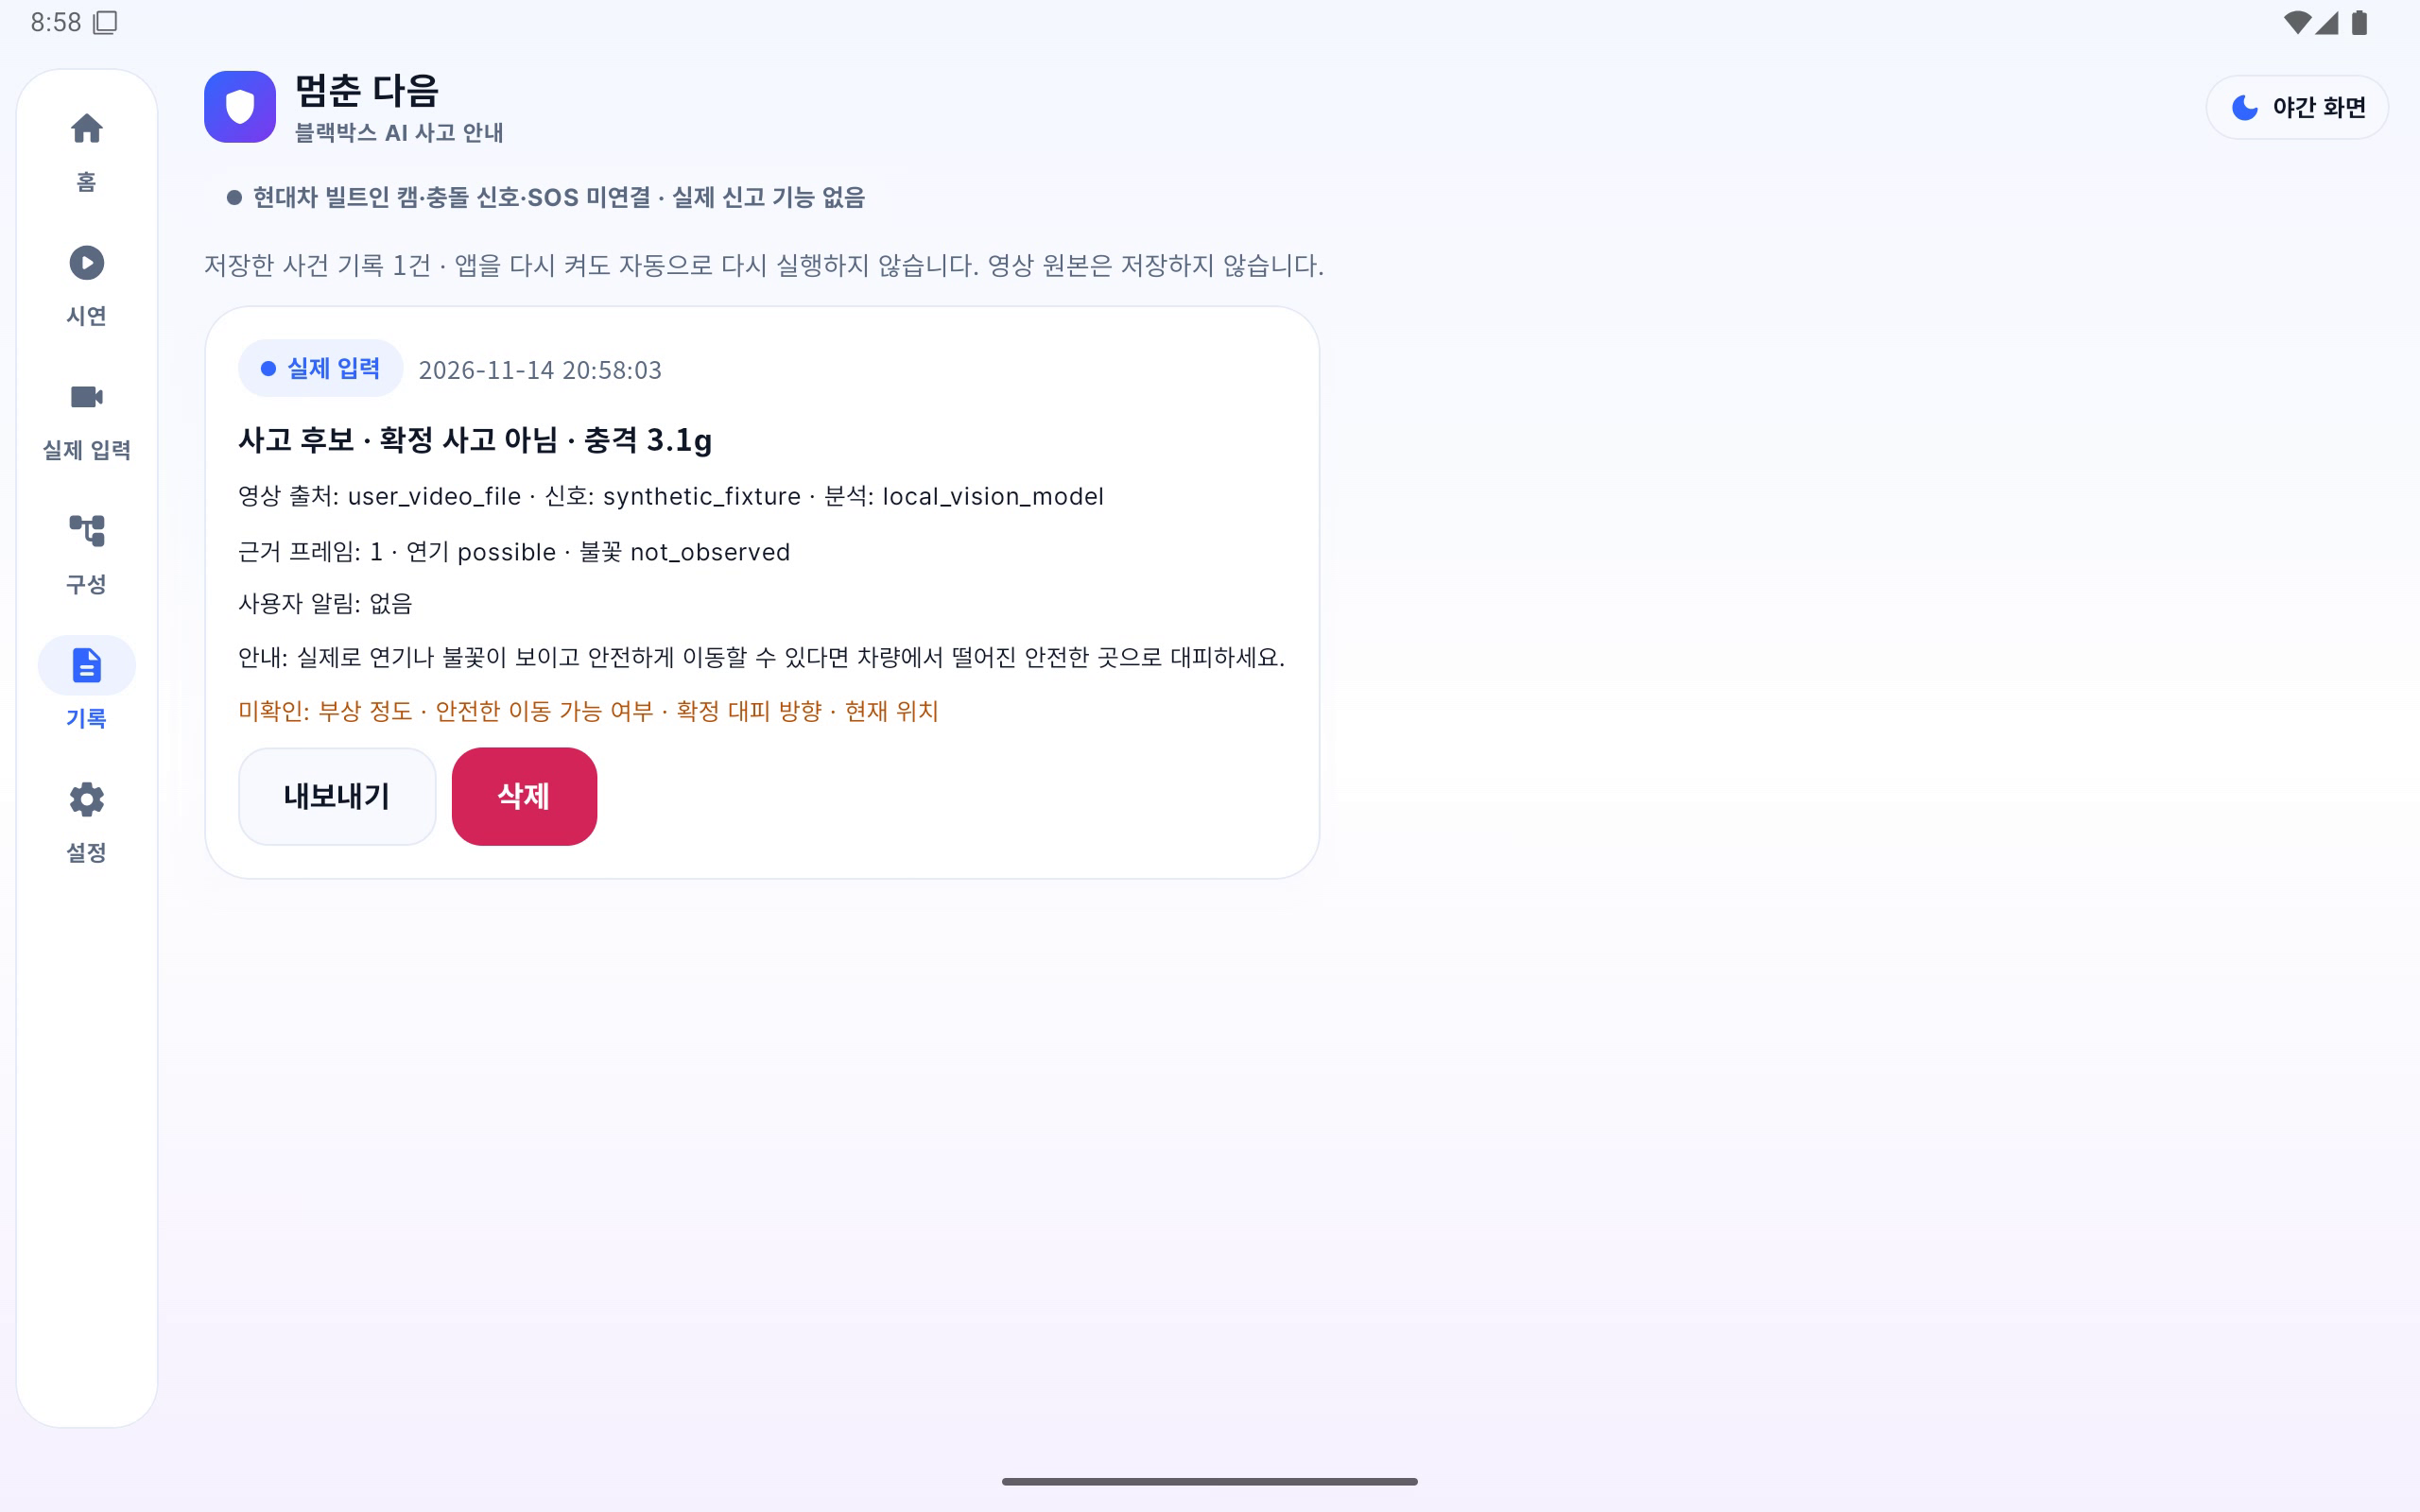 8:58
멈춘 다음
블랙박스 AI 사고 안내
야간 화면
현대차 빌트인 캠·충돌 신호·SOS 미연결 · 실제 신고 기능 없음
저장한 사건 기록 1건 · 앱을 다시 켜도 자동으로 다시 실행하지 않습니다. 영상 원본은 저장하지 않습니다.
홈
시연
실제 입력
구성
기록
설정
실제 입력 2026-11-14 20:58:03
사고 후보 · 확정 사고 아님 · 충격 3.1g
영상 출처: user_video_file · 신호: synthetic_fixture · 분석: local_vision_model
근거 프레임: 1 · 연기 possible · 불꽃 not_observed
사용자 알림: 없음
안내: 실제로 연기나 불꽃이 보이고 안전하게 이동할 수 있다면 차량에서 떨어진 안전한 곳으로 대피하세요.
미확인: 부상 정도 · 안전한 이동 가능 여부 · 확정 대피 방향 · 현재 위치
내보내기
삭제